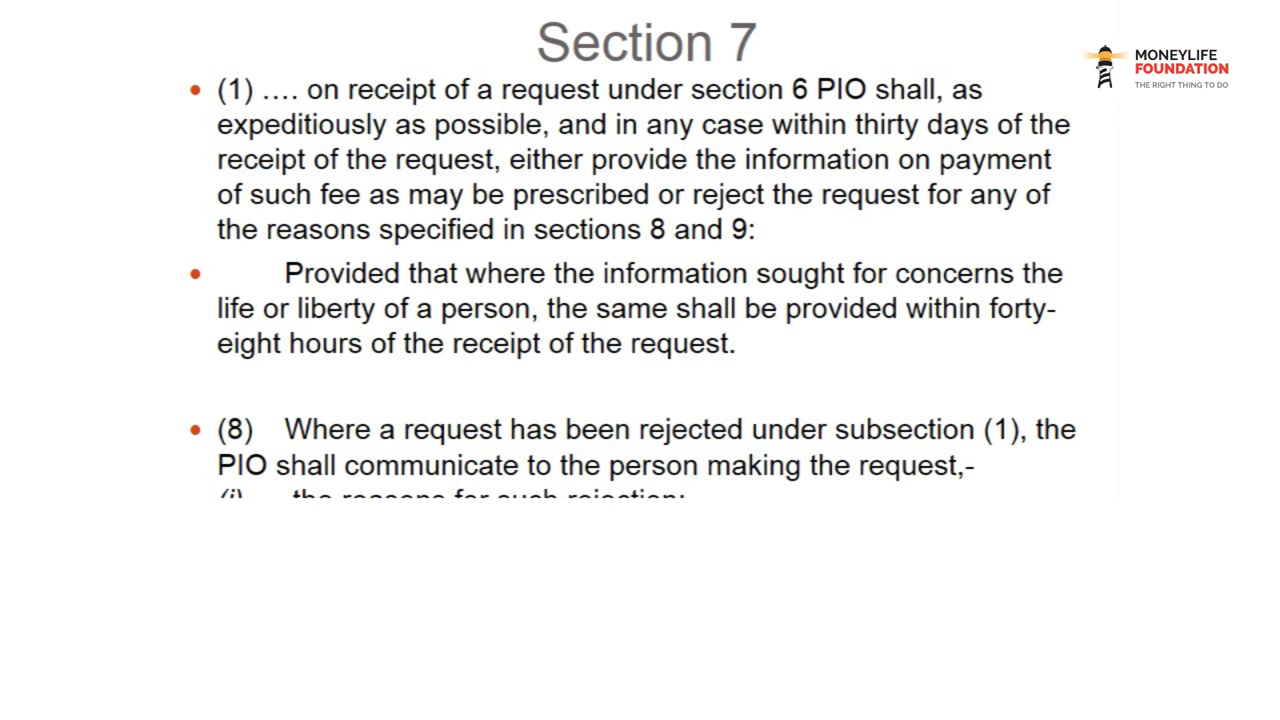 Section 7
MONEYLIFE
FOUNDATION
THE RIGHT THING TO DO
• (1) .... on receipt of a request under section 6 PIO shall, as
expeditiously as possible, and in any case within thirty days of the
receipt of the request, either provide the information on payment
of such fee as may be prescribed or reject the request for any of
the reasons specified in sections 8 and 9:
• Provided that where the information sought for concerns the
life or liberty of a person, the same shall be provided within forty-
eight hours of the receipt of the request.
• (8) Where a request has been rejected under subsection (1), the
PIO shall communicate to the person making the request,-
(i) the reasons for such rejection;